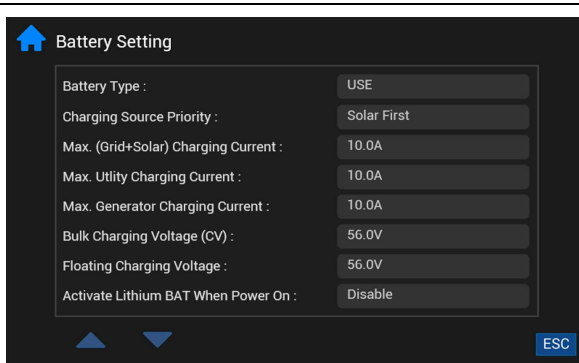 Battery Setting
Battery Type : USE
Charging Source Priority : Solar First
Max. (Grid+Solar) Charging Current : 10.0A
Max. Utlity Charging Current : 10.0A
Max. Generator Charging Current : 10.0A
Bulk Charging Voltage (CV) : 56.0V
Floating Charging Voltage : 56.0V
Activate Lithium BAT When Power On : Disable
ESC